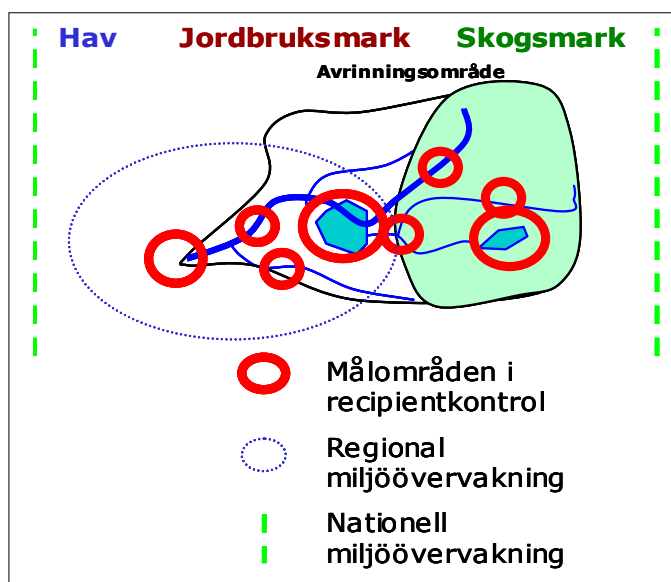 Hav Jordbruksmark Skogsmark
Avrinningsområde
Målområden i
recipientkontrol
Regional
miljöövervakning
Nationell
miljöövervakning